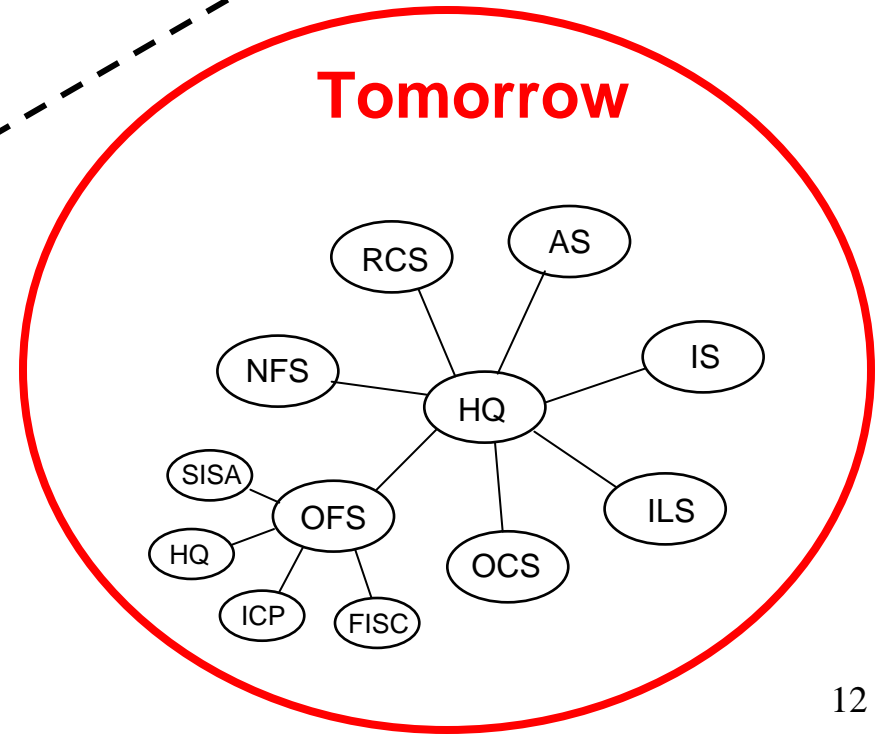 Tomorrow
RCS
AS
NFS
IS
HQ
SISA
OFS
ILS
HQ
OCS
ICP
FISC
12